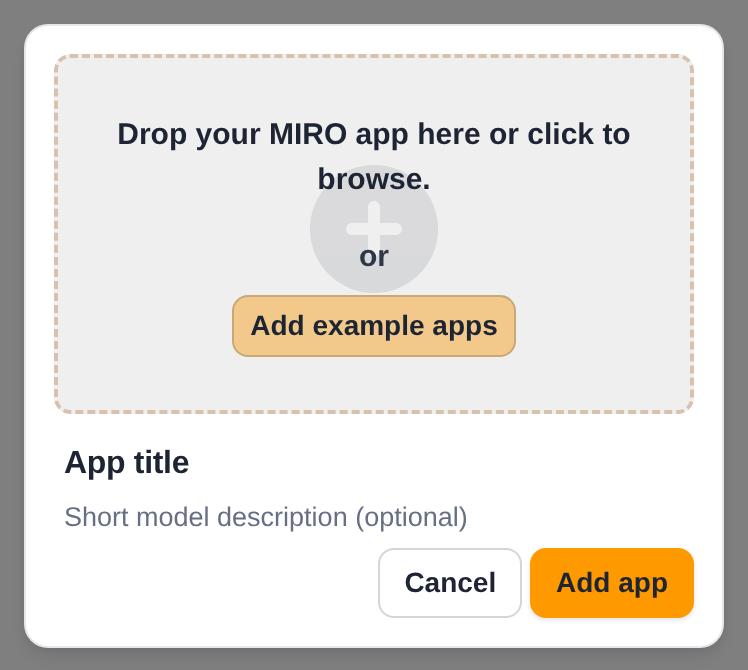 Drop your MIRO app here or click to
browse.
or
Add example apps
App title
Short model description (optional)
Cancel
Add app